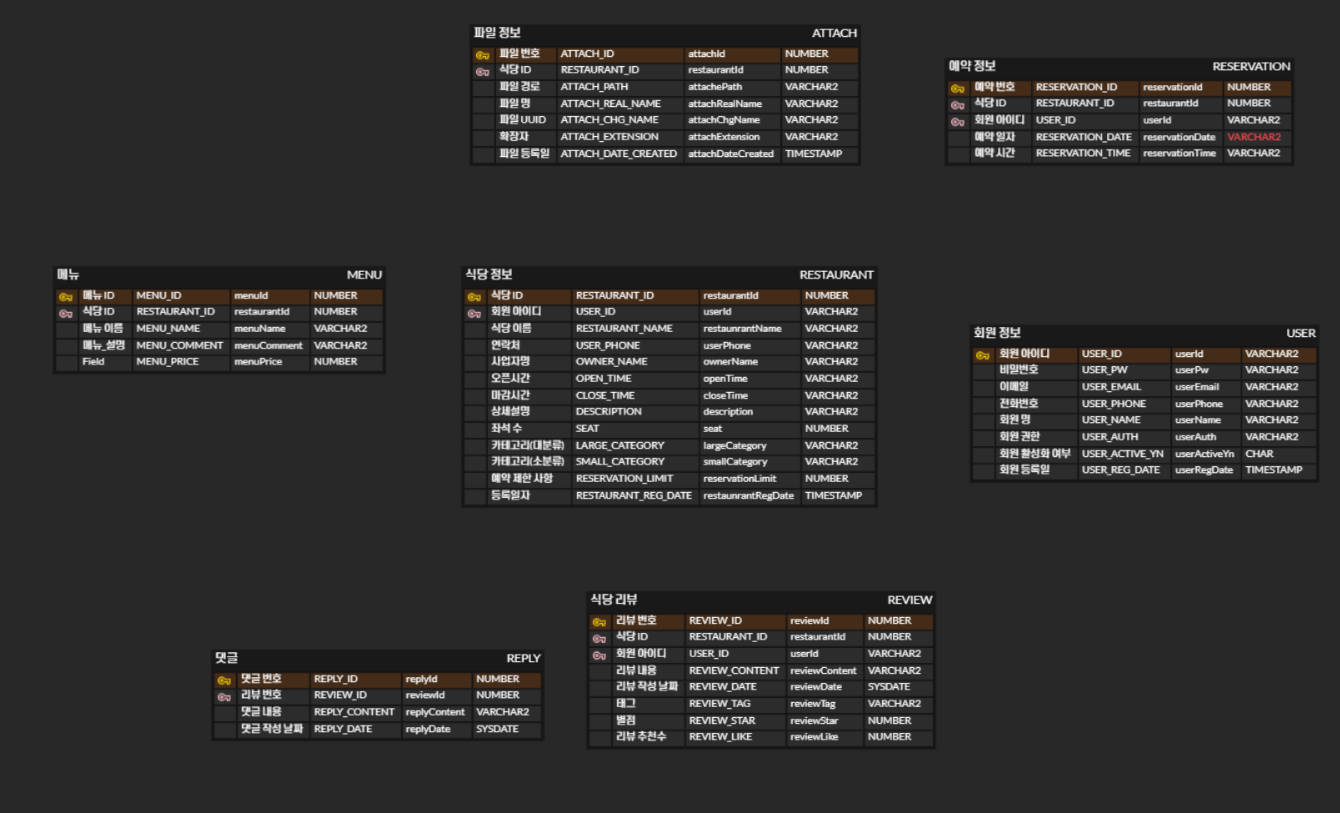 파일 정보 ATTACH
파일 번호 ATTACH_ID attachId NUMBER
식당 ID RESTAURANT_ID restaurantId NUMBER
파일 경로 ATTACH_PATH attachePath VARCHAR2
파일 명 ATTACH_REAL_NAME attachRealName VARCHAR2
파일 UUID ATTACH_CHG_NAME attachChgName VARCHAR2
확장자 ATTACH_EXTENSION attachExtension VARCHAR2
파일 등록일 ATTACH_DATE_CREATED attachDateCreated TIMESTAMP
예약 정보 RESERVATION
예약 번호 RESERVATION_ID reservationId NUMBER
식당 ID RESTAURANT_ID restaurantId NUMBER
회원 아이디 USER_ID userId VARCHAR2
예약 일자 RESERVATION_DATE reservationDate VARCHAR2
예약 시간 RESERVATION_TIME reservationTime VARCHAR2
메뉴 MENU
메뉴 ID MENU_ID menuId NUMBER
식당 ID RESTAURANT_ID restaurantId NUMBER
메뉴 이름 MENU_NAME menuName VARCHAR2
메뉴_설명 MENU_COMMENT menuComment VARCHAR2
Field MENU_PRICE menuPrice NUMBER
식당 정보 RESTAURANT
식당 ID RESTAURANT_ID restaurantId NUMBER
회원 아이디 USER_ID userId VARCHAR2
식당 이름 RESTAURANT_NAME restaunrantName VARCHAR2
연락처 USER_PHONE userPhone VARCHAR2
사업자명 OWNER_NAME ownerName VARCHAR2
오픈시간 OPEN_TIME openTime VARCHAR2
마감시간 CLOSE_TIME closeTime VARCHAR2
상세설명 DESCRIPTION description VARCHAR2
좌석 수 SEAT seat NUMBER
카테고리(대분류) LARGE_CATEGORY largeCategory VARCHAR2
카테고리(소분류) SMALL_CATEGORY smallCategory VARCHAR2
예약 제한 사항 RESERVATION_LIMIT reservationLimit NUMBER
등록일자 RESTAURANT_REG_DATE restaunrantRegDate TIMESTAMP
회원 정보 USER
회원 아이디 USER_ID userId VARCHAR2
비밀번호 USER_PW userPw VARCHAR2
이메일 USER_EMAIL userEmail VARCHAR2
전화번호 USER_PHONE userPhone VARCHAR2
회원 명 USER_NAME userName VARCHAR2
회원 권한 USER_AUTH userAuth VARCHAR2
회원 활성화 여부 USER_ACTIVE_YN userActiveYn CHAR
회원 등록일 USER_REG_DATE userRegDate TIMESTAMP
식당 리뷰 REVIEW
리뷰 번호 REVIEW_ID reviewId NUMBER
식당 ID RESTAURANT_ID restaurantId NUMBER
회원 아이디 USER_ID userId VARCHAR2
리뷰 내용 REVIEW_CONTENT reviewContent VARCHAR2
리뷰 작성 날짜 REVIEW_DATE reviewDate SYSDATE
태그 REVIEW_TAG reviewTag VARCHAR2
별점 REVIEW_STAR reviewStar NUMBER
리뷰 추천수 REVIEW_LIKE reviewLike NUMBER
댓글 REPLY
댓글 번호 REPLY_ID replyId NUMBER
리뷰 번호 REVIEW_ID reviewId NUMBER
댓글 내용 REPLY_CONTENT replyContent VARCHAR2
댓글 작성 날짜 REPLY_DATE replyDate SYSDATE